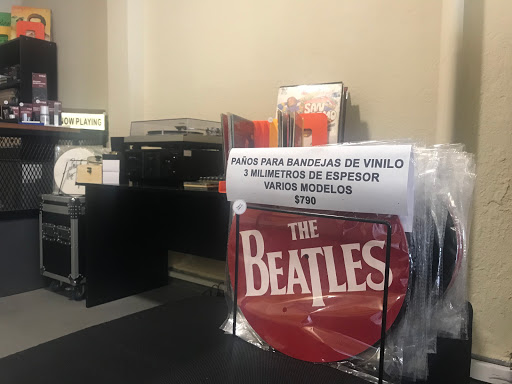 NOW PLAYING
PAÑOS PARA BANDEJAS DE VINILO
3 MILIMETROS DE ESPESOR
VARIOS MODELOS
$790
THE
BEATLES